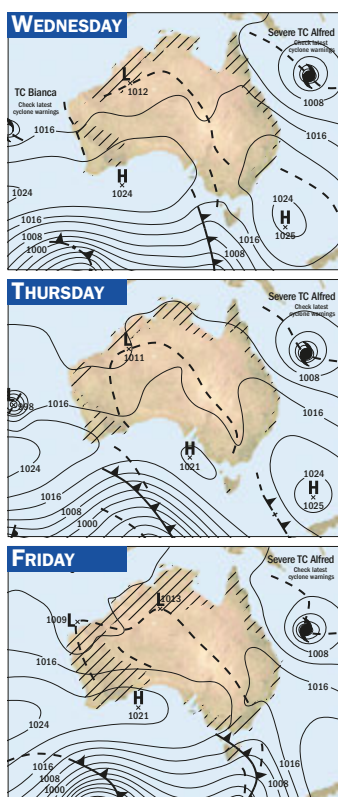 WEDNESDAY
Severe TC Alfred
Check latest
cyclone warnings
L
1012
1008
TC Bianca
Check latest
cyclone warnings
1016
1016
H
1024
1024
1024
H
1025
1016
1016
1008
1008
1000
THURSDAY
Severe TC Alfred
Check latest
cyclone warnings
L
1011
1008
L
998
1016
1016
H
1021
1024
1024
H
1025
1016
1008
1000
FRIDAY
Severe TC Alfred
Check latest
cyclone warnings
L
1013
1009
L
1008
1016
1016
H
1021
1024
1016
1008
1000
1016
1008